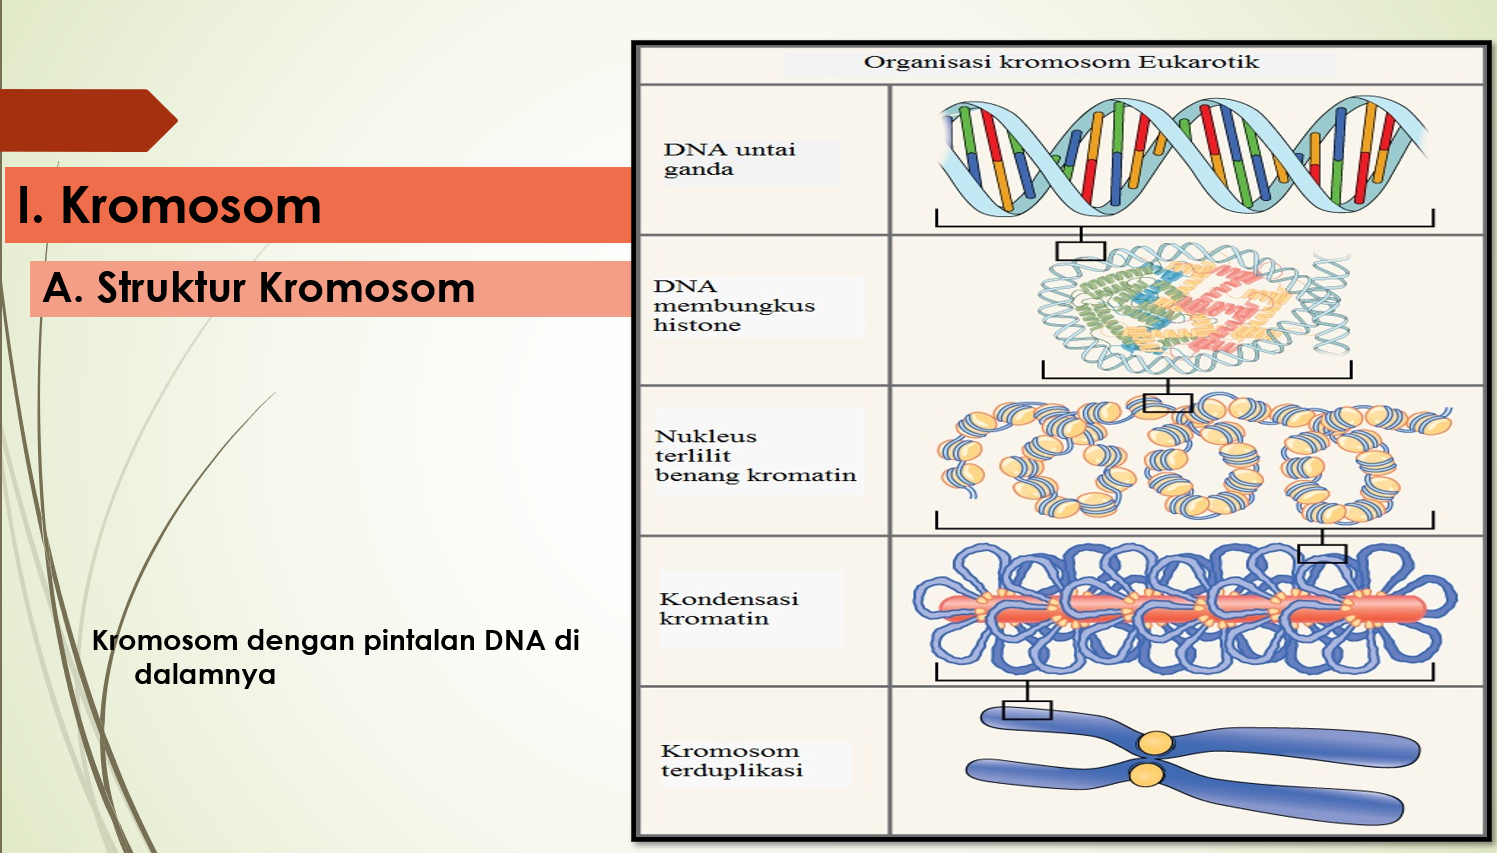 I. Kromosom
A. Struktur Kromosom
Kromosom dengan pintalan DNA di
dalamnya
Organisasi kromosom Eukarotik
DNA untai
ganda
DNA
membungkus
histone
Nukleus
terlilit
benang kromatin
Kondensasi
kromatin
Kromosom
terduplikasi